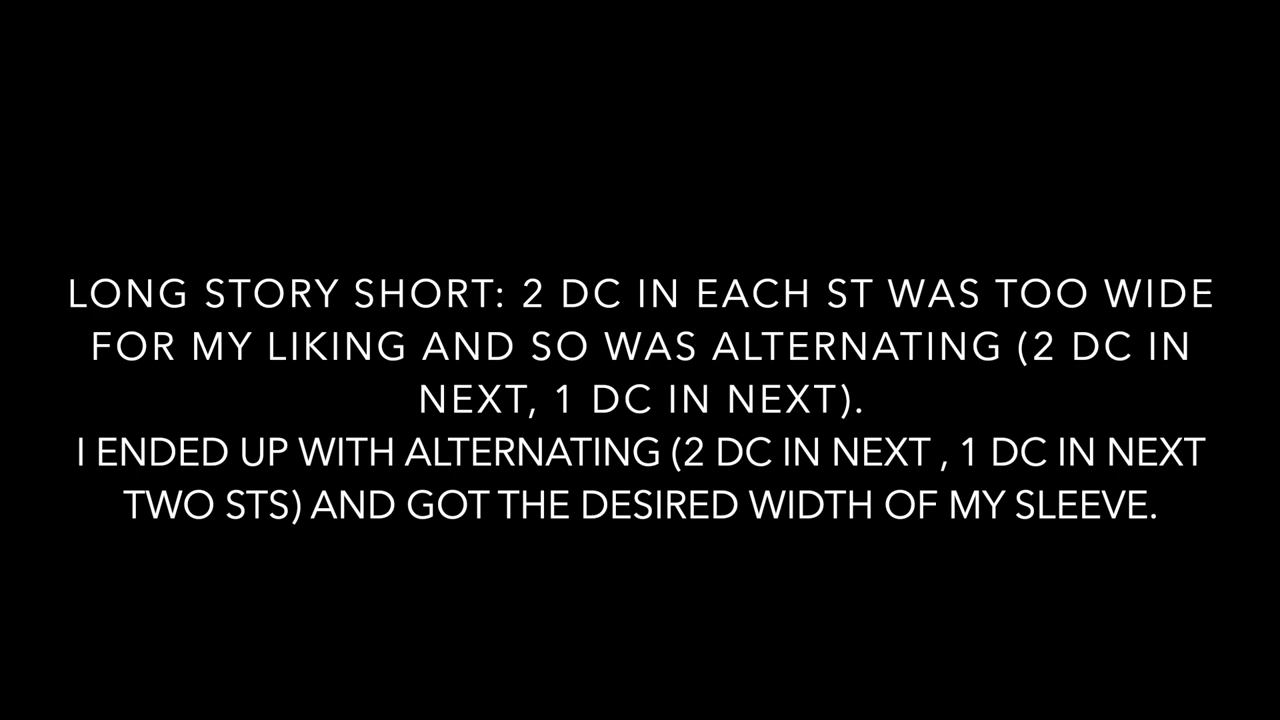 LONG STORY SHORT: 2 DC IN EACH ST WAS TOO WIDE
FOR MY LIKING AND SO WAS ALTERNATING (2 DC IN
NEXT, 1 DC IN NEXT).
I ENDED UP WITH ALTERNATING (2 DC IN NEXT , 1 DC IN NEXT
TWO STS) AND GOT THE DESIRED WIDTH OF MY SLEEVE.